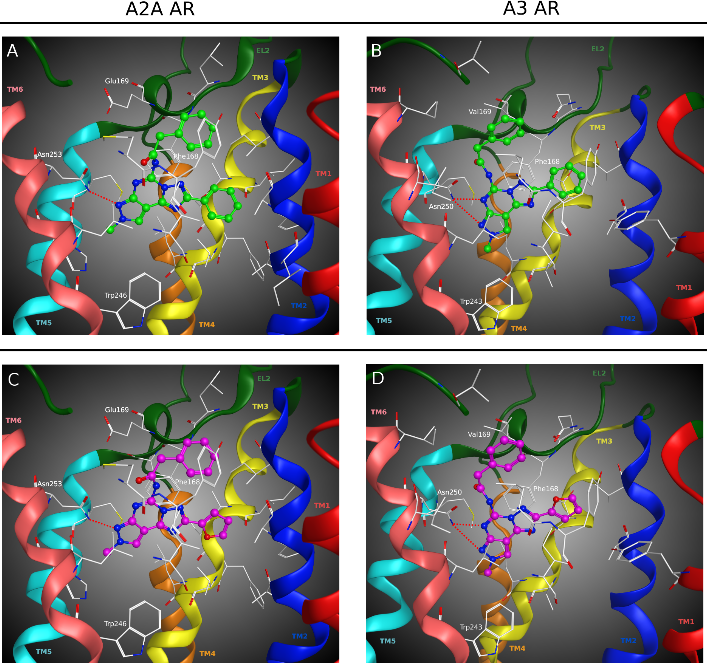 A2A AR A3 AR
A
EL2
TM3
Glu169
TM6
Asn253
Phe168
TM1
Trp246
TM2
TM5
TM4
B
EL2
TM6
Val169
TM3
Phe168
Asn250
TM1
Trp243
TM2
TM5
TM4
C
EL2
TM3
Glu169
TM6
Phe168
Asn253
TM1
Trp246
TM2
TM5
TM4
D
EL2
TM6
Val169
TM3
Phe168
Asn250
TM1
Trp243
TM2
TM5
TM4